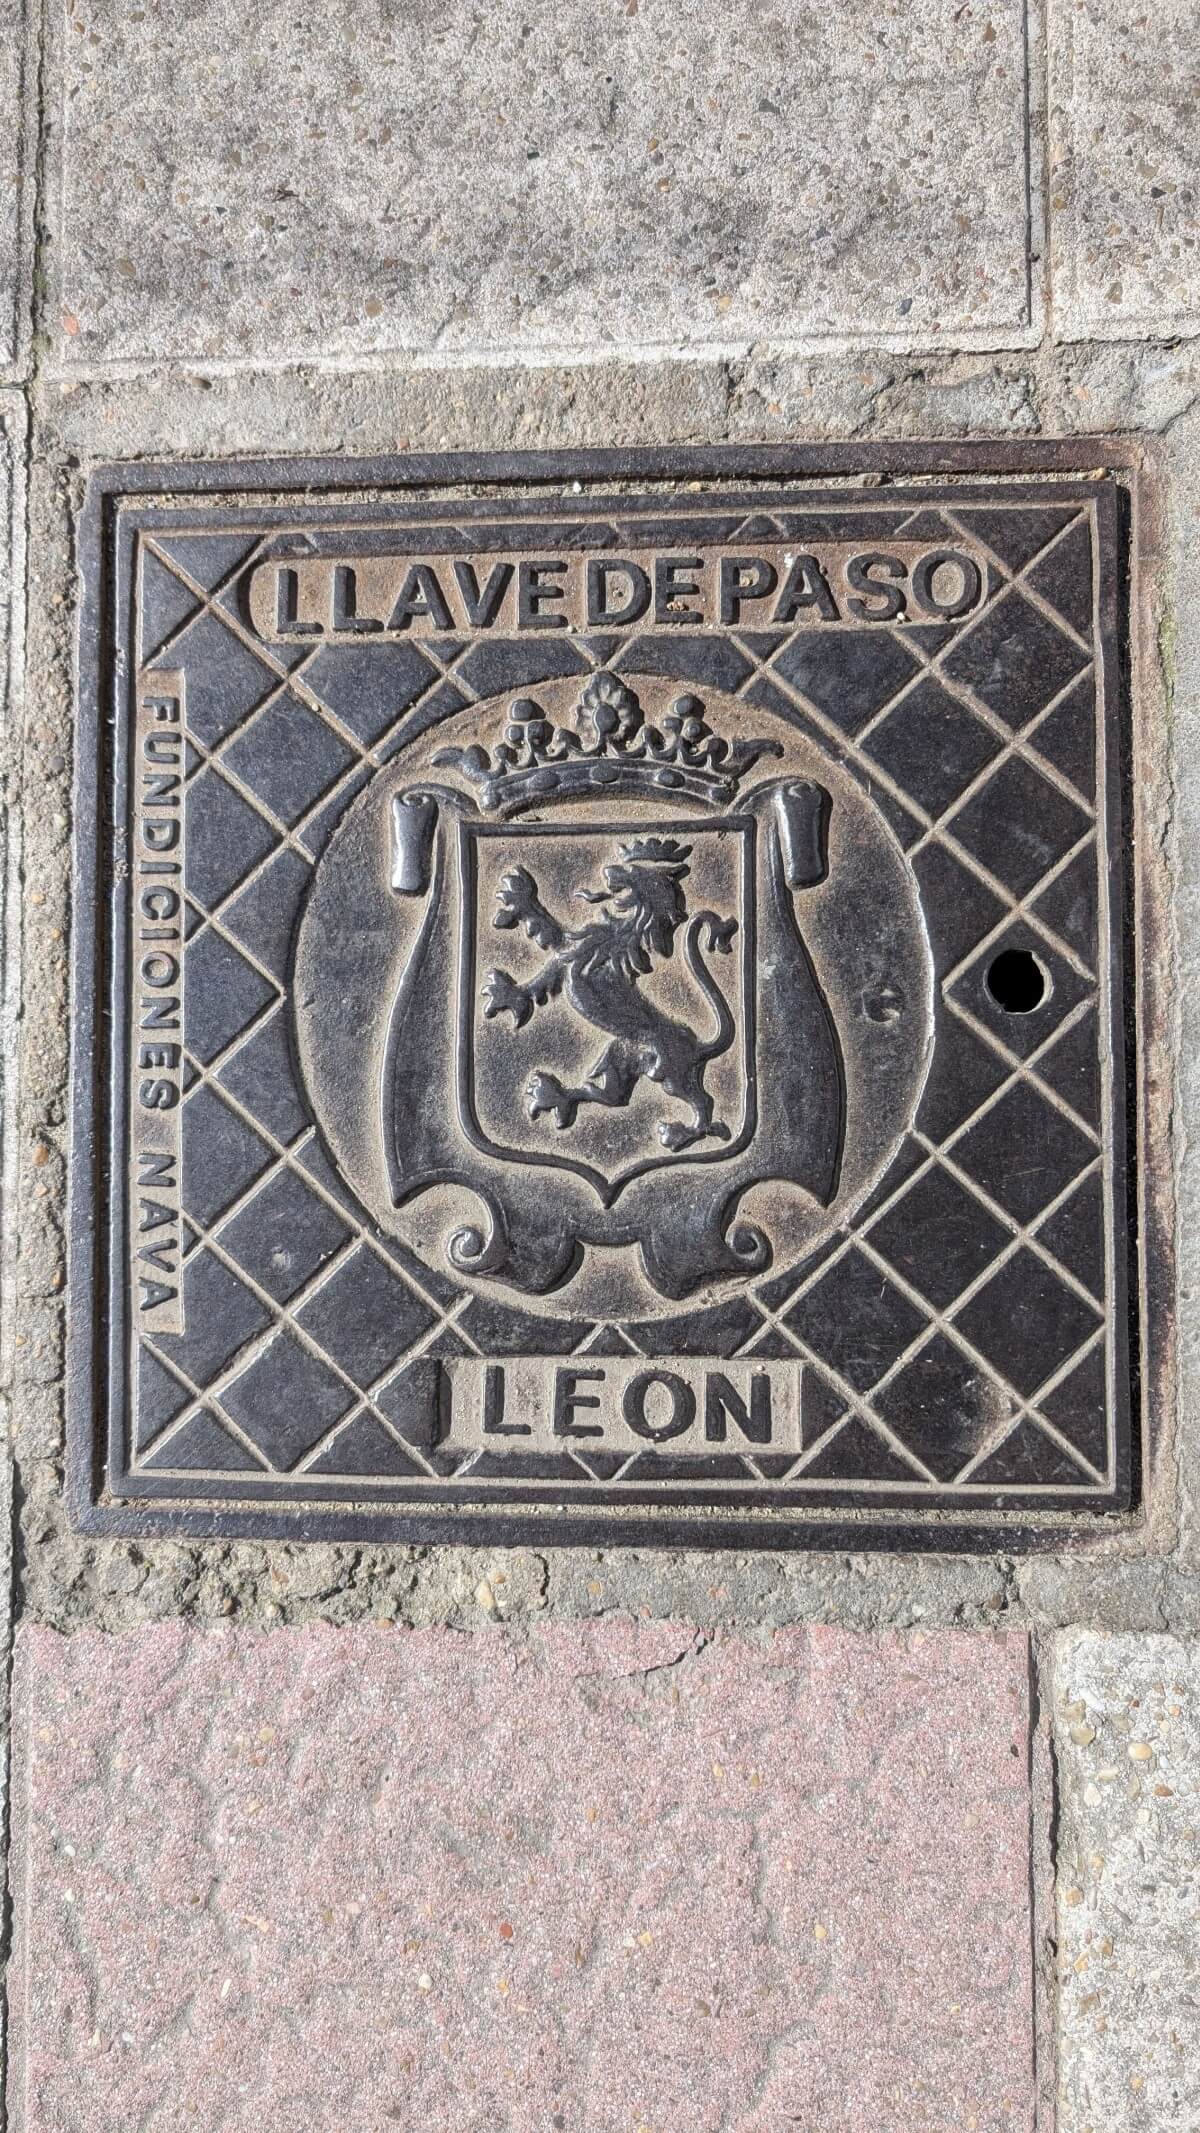 LLAVE DE PASO
FUNDICIONES NAVA
LEON